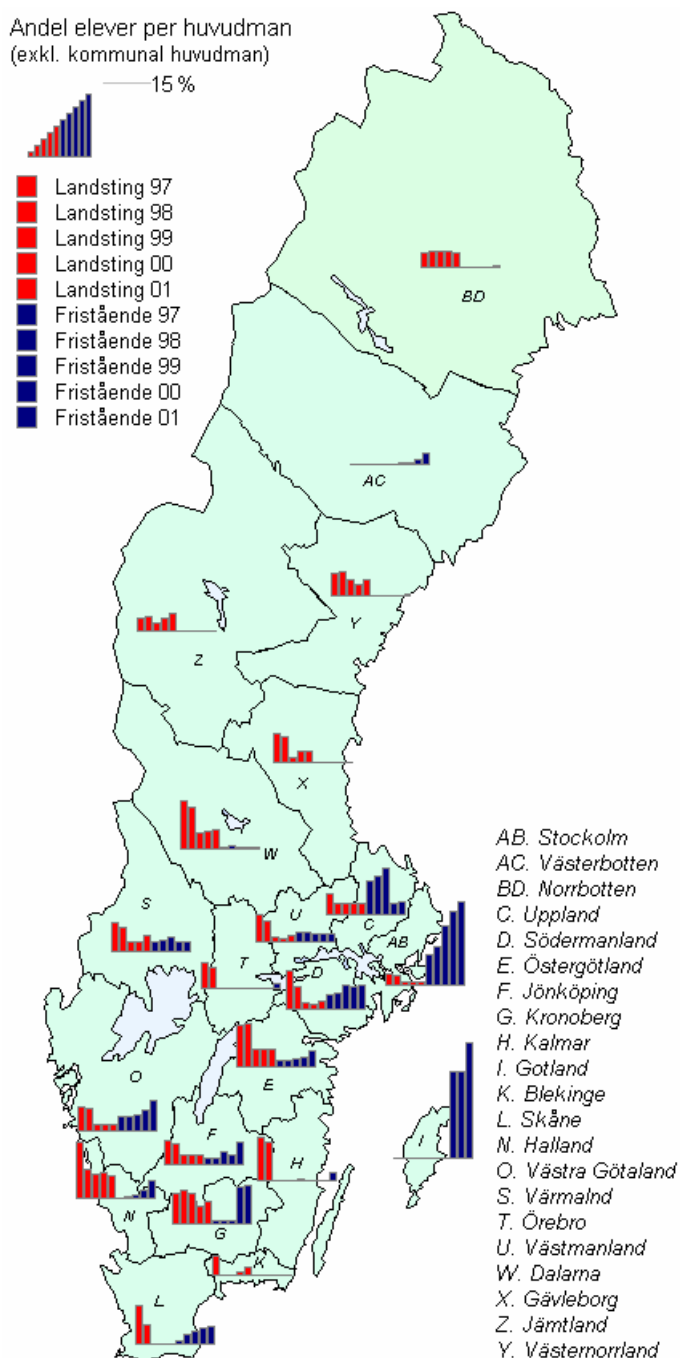 Andel elever per huvudman
(exkl. kommunal huvudman)
15 %
Landsting 97
Landsting 98
Landsting 99
Landsting 00
Landsting 01
Fristående 97
Fristående 98
Fristående 99
Fristående 00
Fristående 01
BD
AC
Y
Z
X
W
S
U
C
AB
T
D
E
O
F
H
I
N
G
K
L
AB. Stockolm
AC. Västerbotten
BD. Norrbotten
C. Uppland
D. Södermanland
E. Östergötland
F. Jönköping
G. Kronoberg
H. Kalmar
I. Gotland
K. Blekinge
L. Skåne
N. Halland
O. Västra Götaland
S. Värmalnd
T. Örebro
U. Västmanland
W. Dalarna
X. Gävleborg
Z. Jämtland
Y. Västernorrland